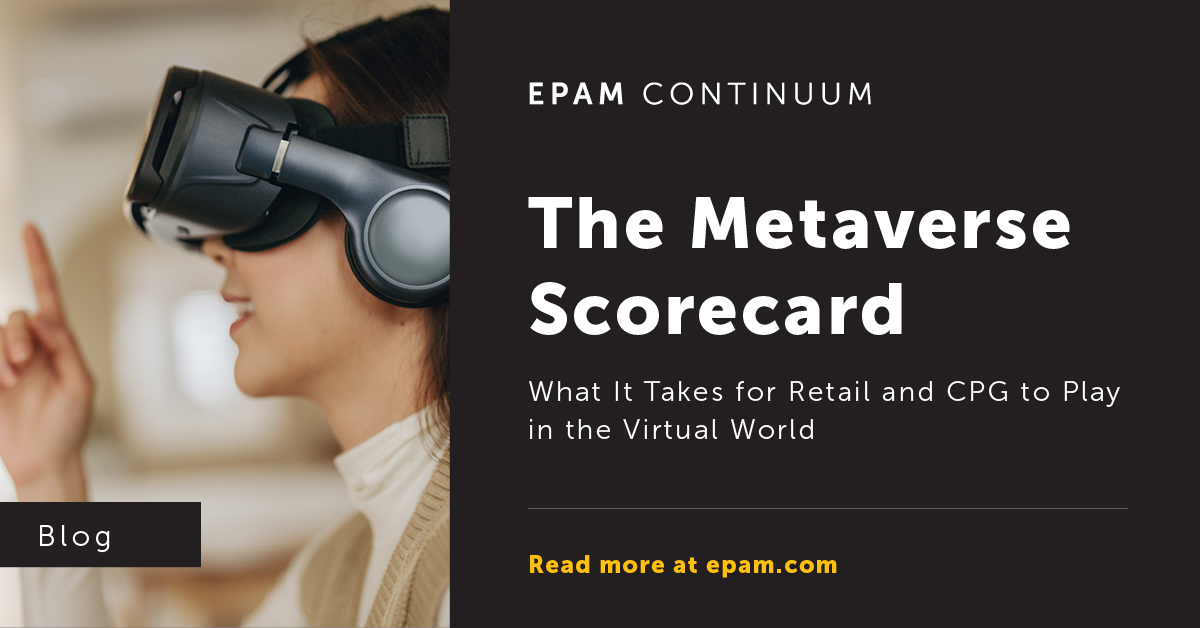 EPAM CONTINUUM
The Metaverse
Scorecard
What It Takes for Retail and CPG to Play
in the Virtual World
Blog
Read more at epam.com